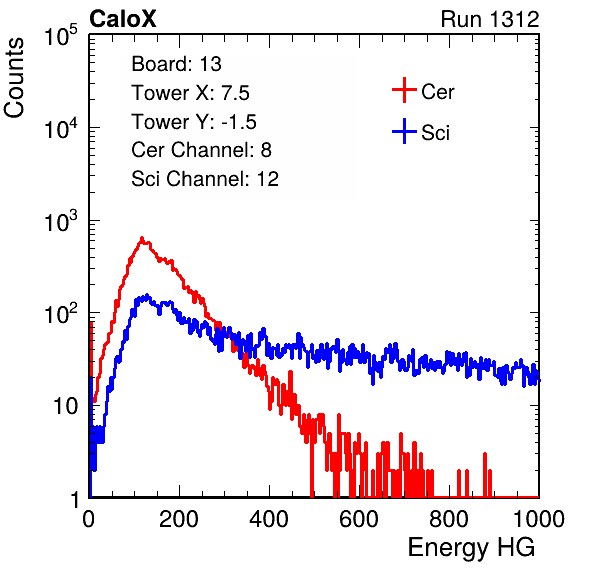 CaloX Run 1312
Counts
10^5
10^4
10^3
10^2
10
1
Board: 13
Tower X: 7.5
Tower Y: -1.5
Cer Channel: 8
Sci Channel: 12
Cer
Sci
0 200 400 600 800 1000
Energy HG